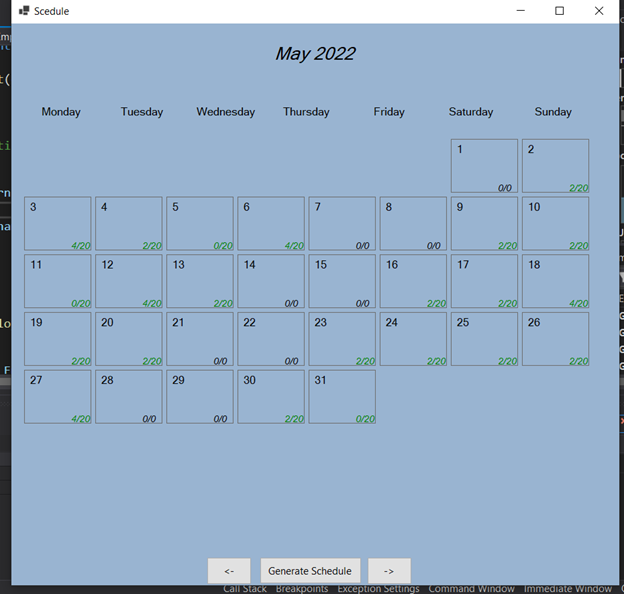 Scedule
May 2022
Monday Tuesday Wednesday Thursday Friday Saturday Sunday
1 2
0/0 2/20
3 4 5 6 7 8 9 10
4/20 2/20 0/20 4/20 0/0 0/0 2/20 2/20
11 12 13 14 15 16 17 18
0/20 4/20 2/20 0/0 0/0 2/20 2/20 4/20
19 20 21 22 23 24 25 26
2/20 2/20 0/0 0/0 2/20 2/20 2/20 2/20
27 28 29 30 31
4/20 0/0 0/0 2/20 0/20
<- Generate Schedule ->
Call Stack Breakpoints Exception Settings Command Window Immediate Window